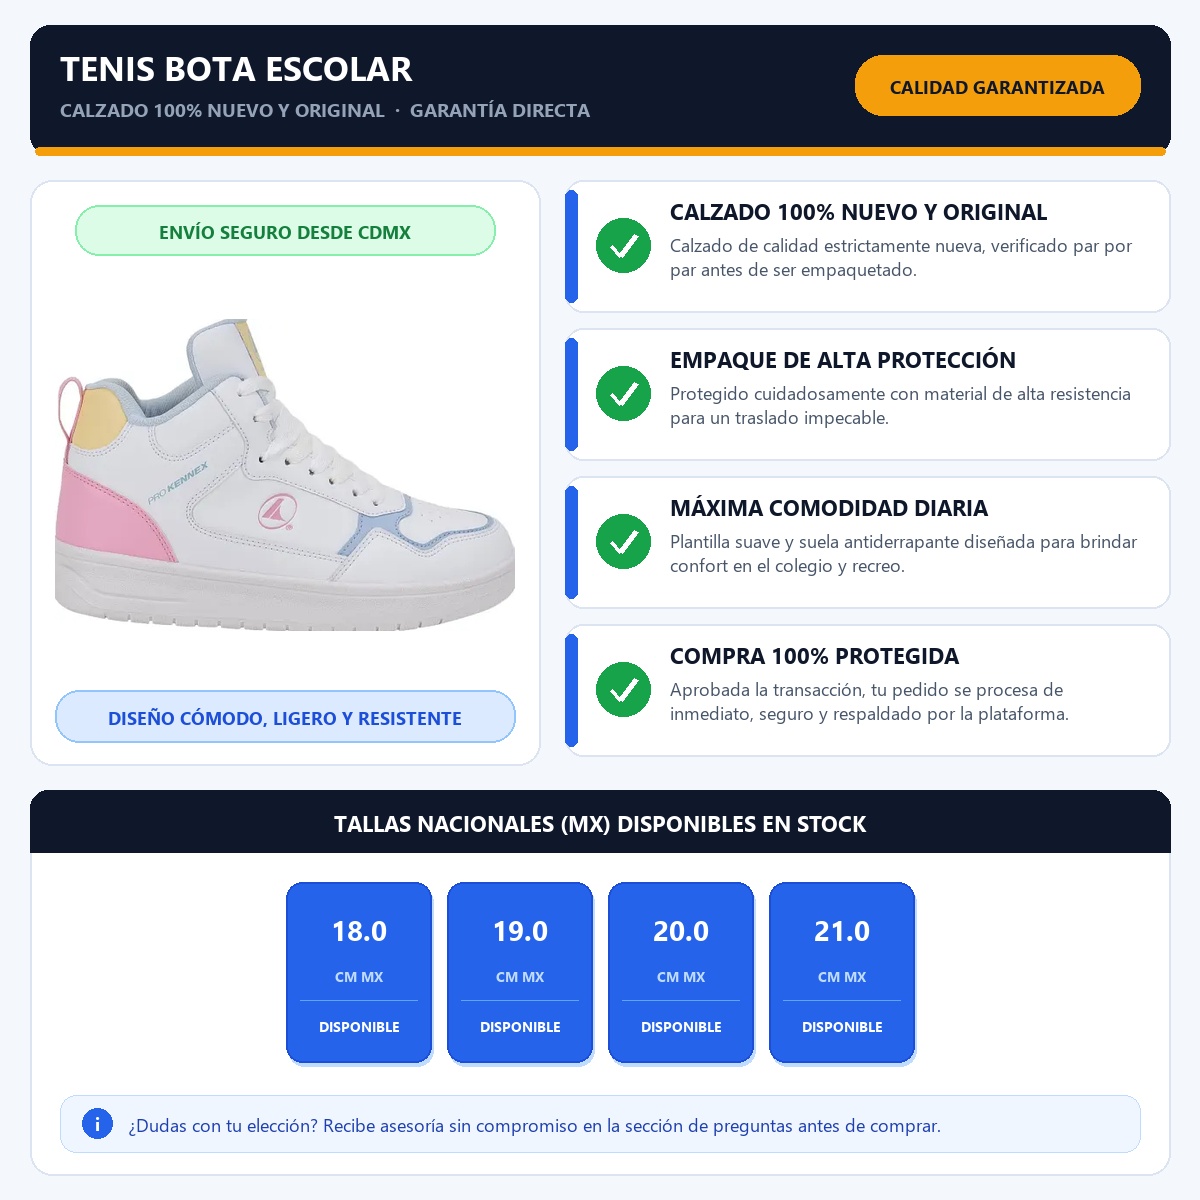 TENIS BOTA ESCOLAR
CALZADO 100% NUEVO Y ORIGINAL · GARANTÍA DIRECTA
CALIDAD GARANTIZADA
ENVÍO SEGURO DESDE CDMX
PRO KENNEX
DISEÑO CÓMODO, LIGERO Y RESISTENTE
CALZADO 100% NUEVO Y ORIGINAL
Calzado de calidad estrictamente nueva, verificado par por
par antes de ser empaquetado.
EMPAQUE DE ALTA PROTECCIÓN
Protegido cuidadosamente con material de alta resistencia
para un traslado impecable.
MÁXIMA COMODIDAD DIARIA
Plantilla suave y suela antiderrapante diseñada para brindar
confort en el colegio y recreo.
COMPRA 100% PROTEGIDA
Aprobada la transacción, tu pedido se procesa de
inmediato, seguro y respaldado por la plataforma.
TALLAS NACIONALES (MX) DISPONIBLES EN STOCK
18.0
CM MX
DISPONIBLE
19.0
CM MX
DISPONIBLE
20.0
CM MX
DISPONIBLE
21.0
CM MX
DISPONIBLE
¿Dudas con tu elección? Recibe asesoría sin compromiso en la sección de preguntas antes de comprar.